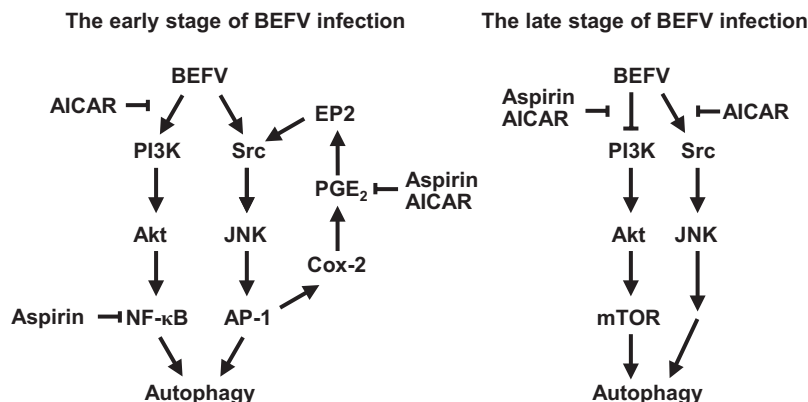 The early stage of BEFV infection
BEFV
AICAR
PI3K
Src
EP2
PGE₂
Aspirin
AICAR
Akt
JNK
Cox-2
Aspirin
NF-κB
AP-1
Autophagy
The late stage of BEFV infection
BEFV
Aspirin
AICAR
AICAR
PI3K
Src
Akt
JNK
mTOR
Autophagy